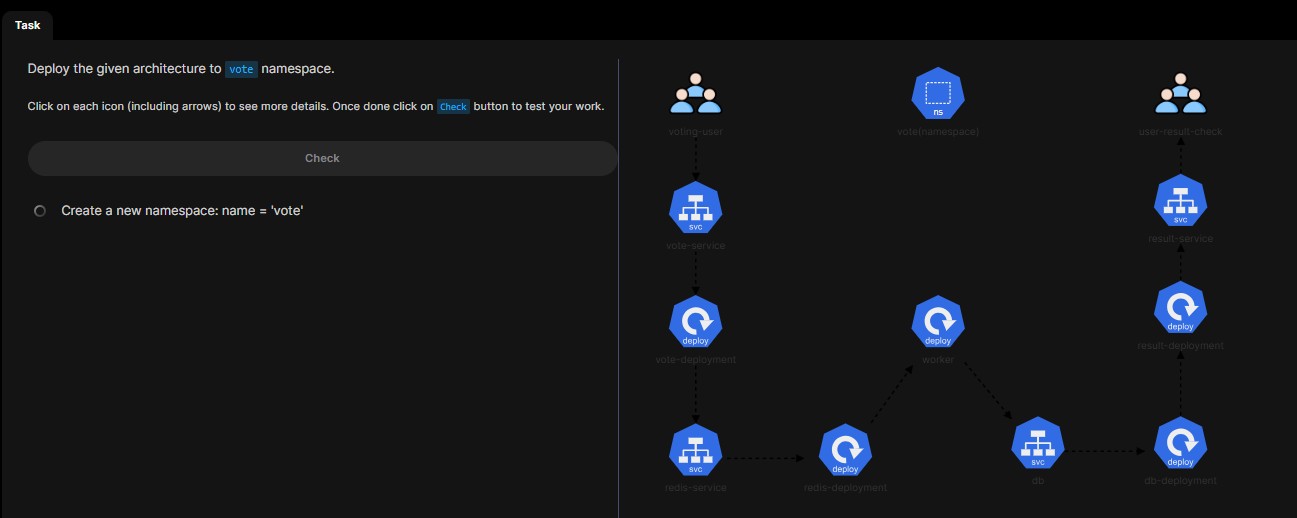 Task
Deploy the given architecture to vote namespace.
Click on each icon (including arrows) to see more details. Once done click on Check button to test your work.
Check
Create a new namespace: name = 'vote'
voting-user
ns
vote(namespace)
user-result-check
svc
vote-service
svc
result-service
deploy
vote-deployment
deploy
worker
deploy
result-deployment
svc
redis-service
deploy
redis-deployment
svc
db
deploy
db-deployment